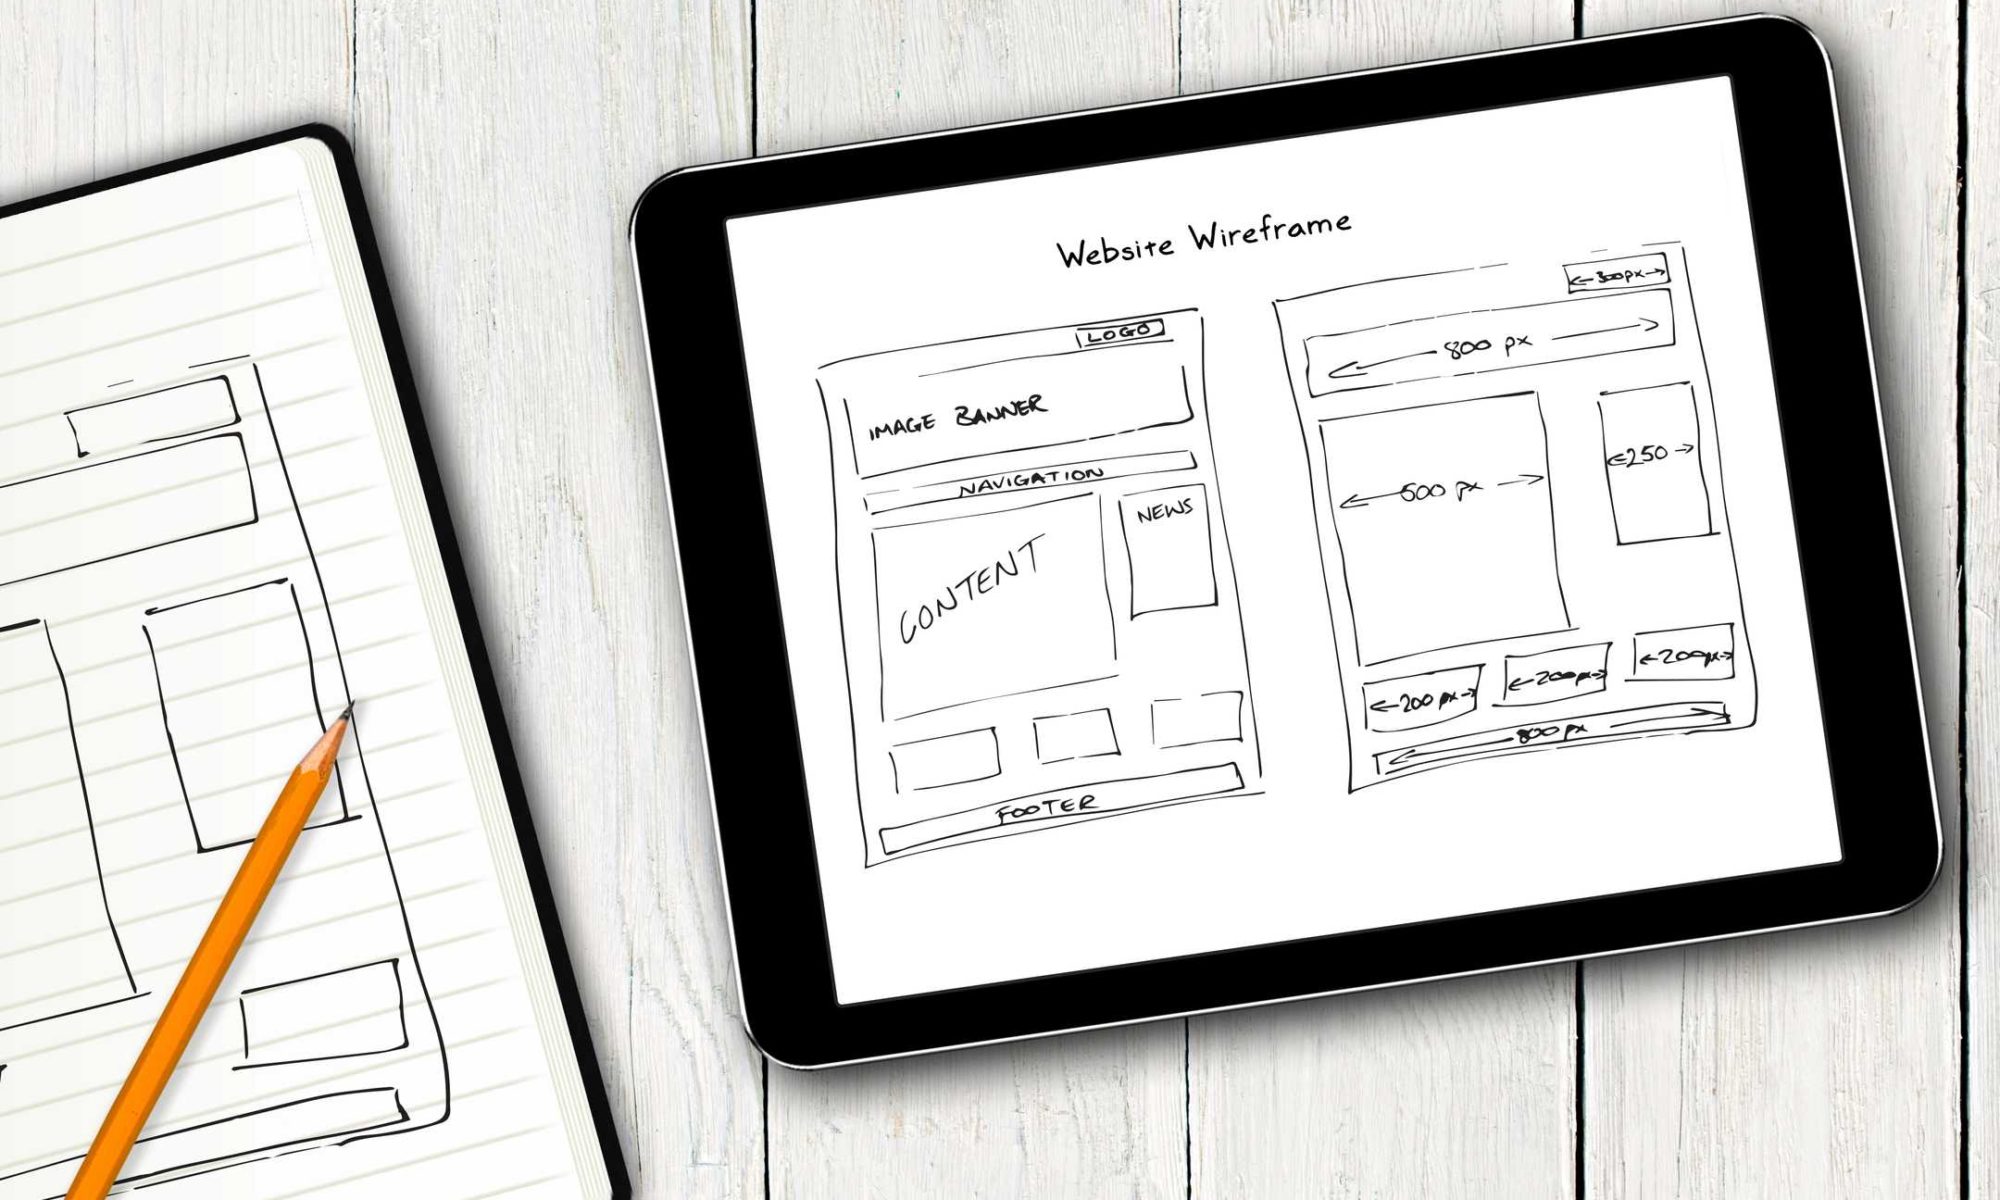 Website Wireframe
LOGO
IMAGE BANNER
NAVIGATION
CONTENT
NEWS
FOOTER
300px
800 px
500 px
250
200 px
200px
200px
800 px